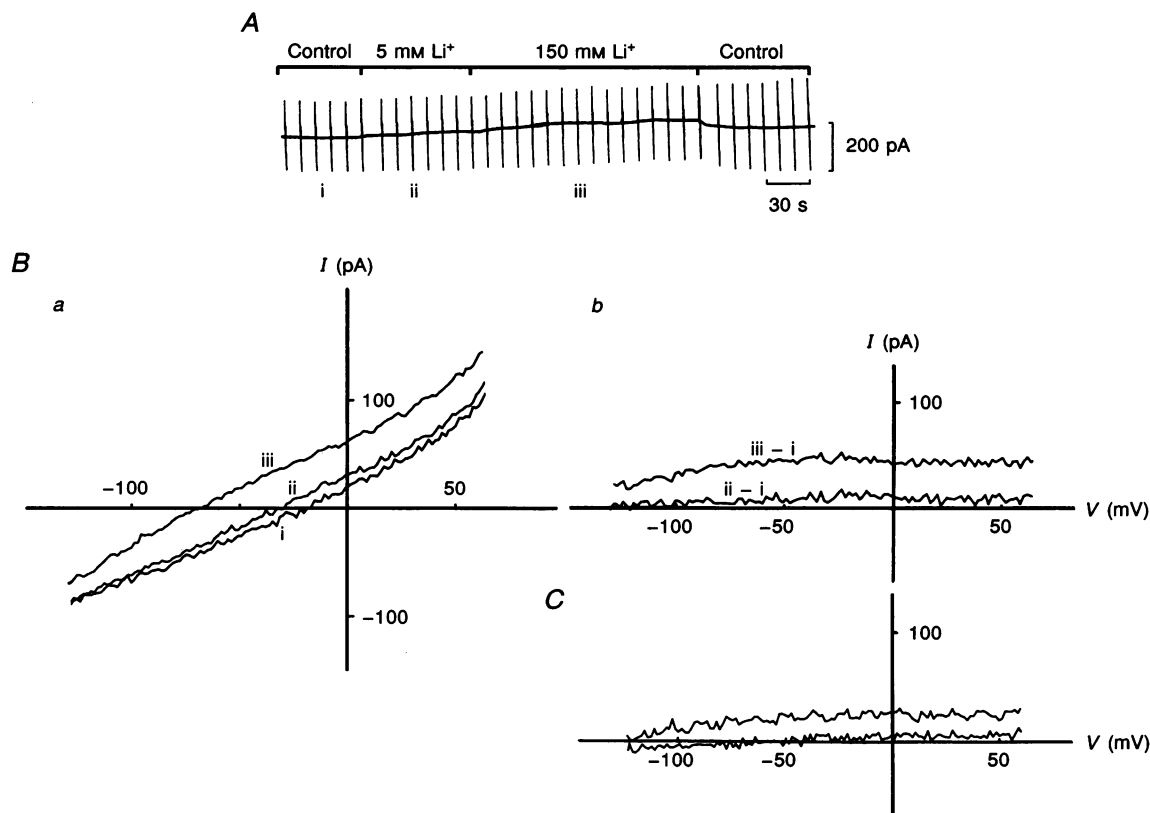 A
Control 5 mM Li⁺ 150 mM Li⁺ Control
200 pA
i ii iii
30 s
B
I (pA)
a
100
iii
−100
ii
50
i
−100
b
I (pA)
100
iii − i
ii − i
V (mV)
−100 −50 50
C
100
V (mV)
−100 −50 50